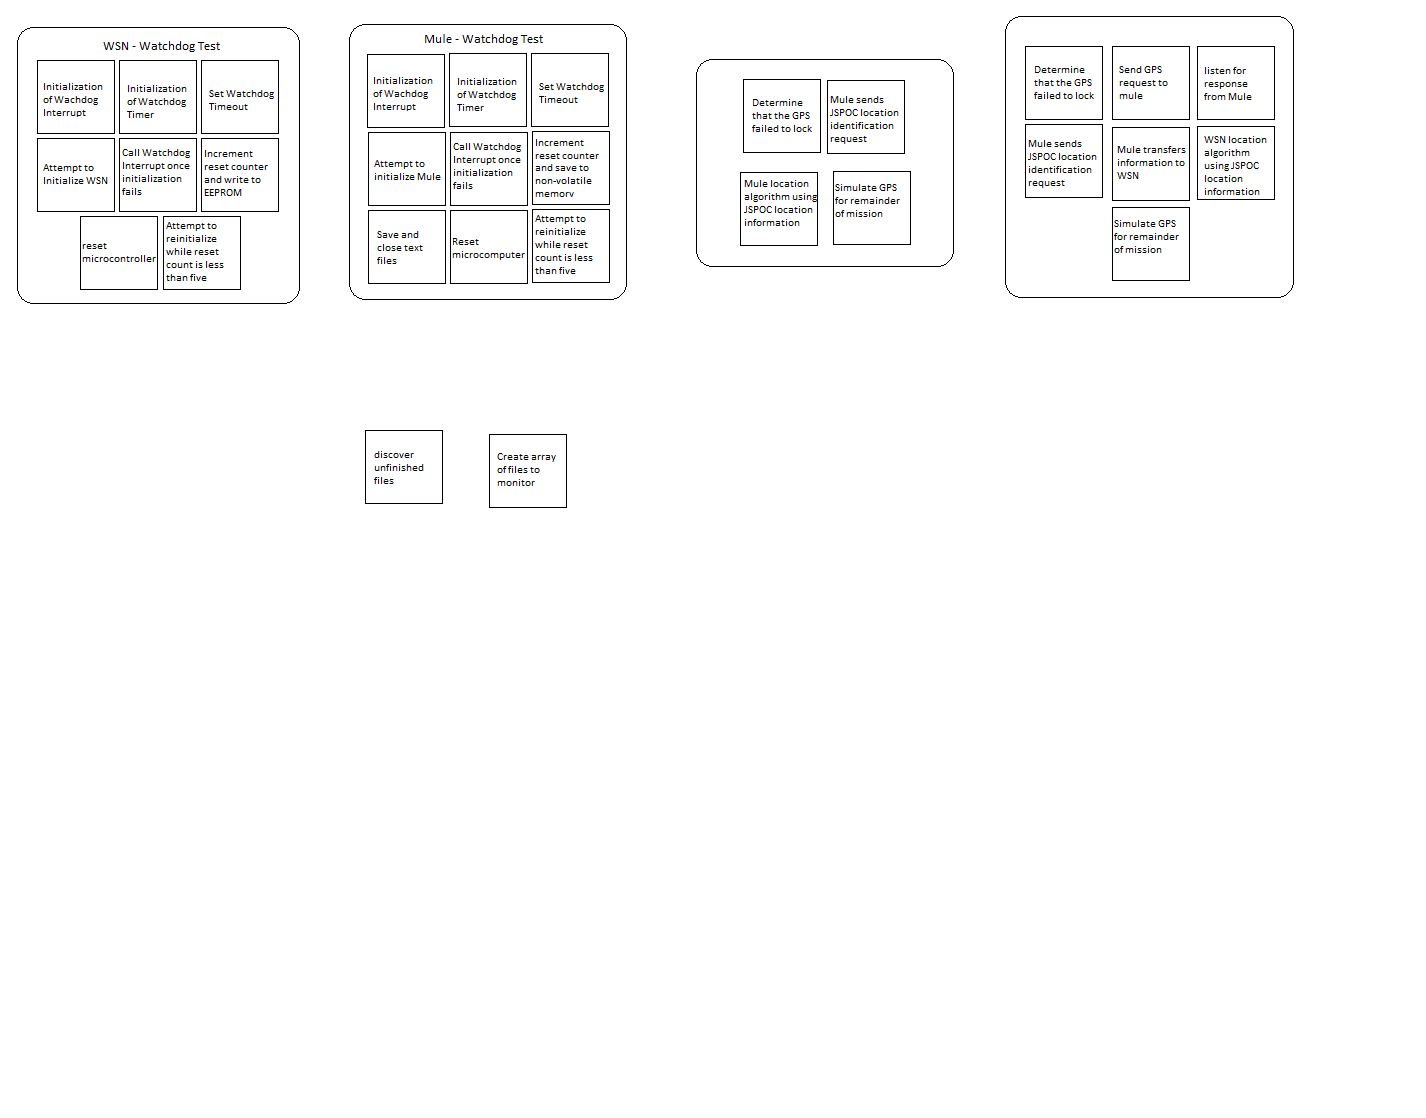 WSN - Watchdog Test
Initialization
of Wachdog
Interrupt
Initialization
of Watchdog
Timer
Set Watchdog
Timeout
Attempt to
Initialize WSN
Call Watchdog
Interrupt once
initialization
fails
Increment
reset counter
and write to
EEPROM
reset
microcontroller
Attempt to
reinitialize
while reset
count is less
than five
Mule - Watchdog Test
Initialization
of Wachdog
Interrupt
Initialization
of Watchdog
Timer
Set Watchdog
Timeout
Attempt to
initialize Mule
Call Watchdog
Interrupt once
initialization
fails
Increment
reset counter
and save to
non-volatile
memory
Save and
close text
files
Reset
microcomputer
Attempt to
reinitialize
while reset
count is less
than five
Determine
that the GPS
failed to lock
Mule sends
JSPOC location
identification
request
Mule location
algorithm using
JSPOC location
information
Simulate GPS
for remainder
of mission
Determine
that the GPS
failed to lock
Send GPS
request to
mule
listen for
response
from Mule
Mule sends
JSPOC location
identification
request
Mule transfers
information to
WSN
WSN location
algorithm
using JSPOC
location
information
Simulate GPS
for remainder
of mission
discover
unfinished
files
Create array
of files to
monitor